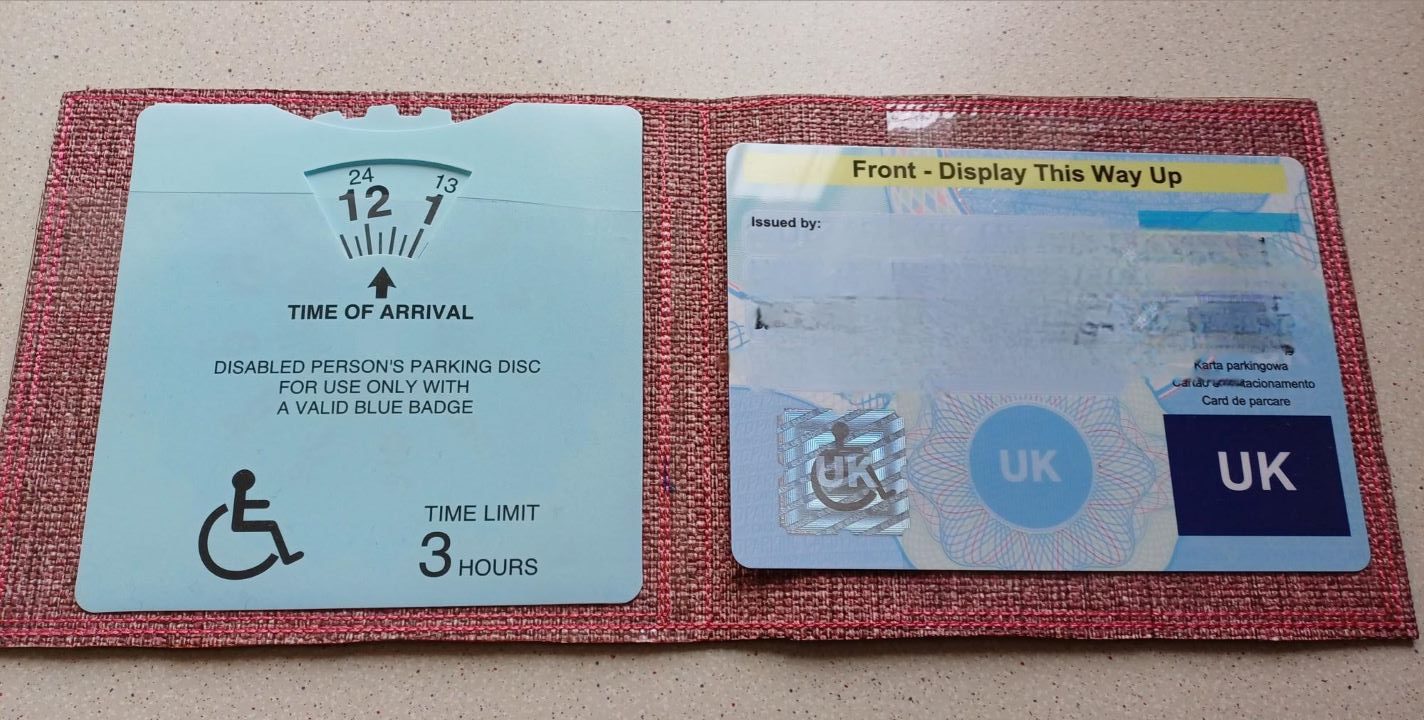 24 13
12 1
TIME OF ARRIVAL
DISABLED PERSON'S PARKING DISC
FOR USE ONLY WITH
A VALID BLUE BADGE
TIME LIMIT
3 HOURS
Front - Display This Way Up
Issued by:
Karta parkingowa
Card de parcare
UK
UK
UK